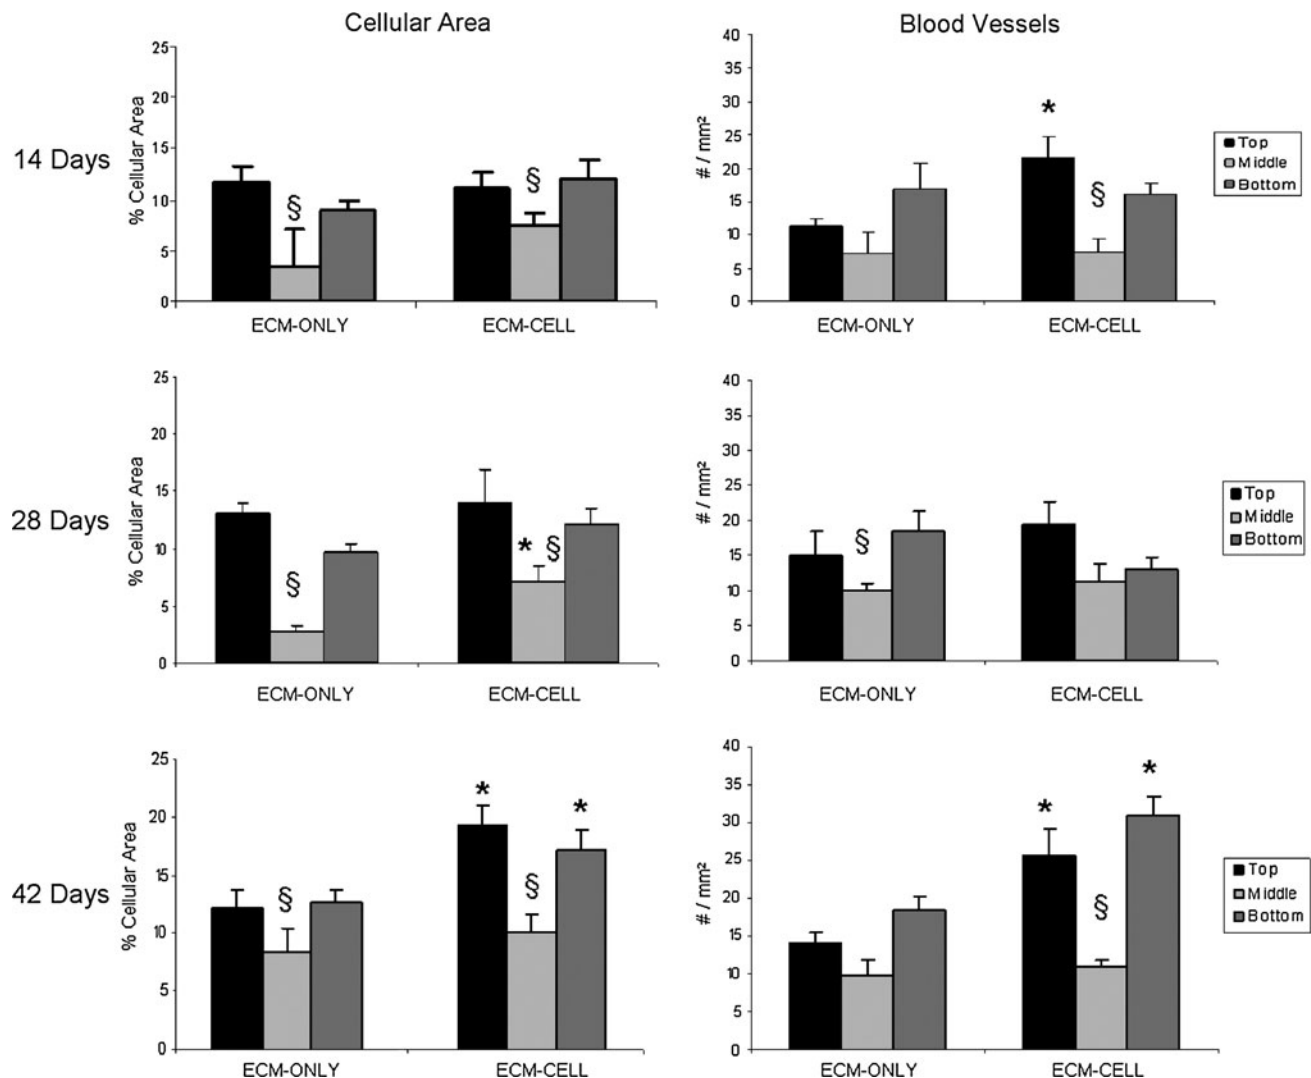 Cellular Area
Blood Vessels
14 Days
% Cellular Area
25
20
15
10
5
0
§
§
ECM-ONLY
ECM-CELL
# / mm²
40
35
30
25
20
15
10
5
0
*
§
ECM-ONLY
ECM-CELL
Top
Middle
Bottom
28 Days
% Cellular Area
25
20
15
10
5
0
§
* §
ECM-ONLY
ECM-CELL
# / mm²
40
35
30
25
20
15
10
5
0
§
ECM-ONLY
ECM-CELL
Top
Middle
Bottom
42 Days
% Cellular Area
25
20
15
10
5
0
§
*
§
*
ECM-ONLY
ECM-CELL
# / mm²
40
35
30
25
20
15
10
5
0
*
§
*
ECM-ONLY
ECM-CELL
Top
Middle
Bottom